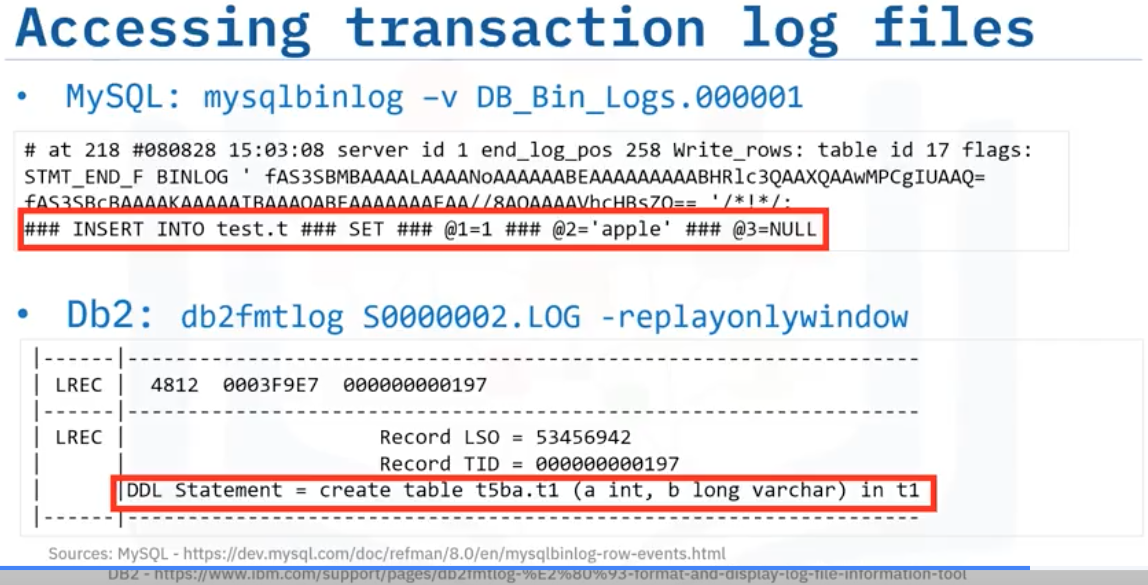 Accessing transaction log files
• MySQL: mysqlbinlog –v DB_Bin_Logs.000001
# at 218 #080828 15:03:08 server id 1 end_log_pos 258 Write_rows: table id 17 flags:
STMT_END_F BINLOG ' fAS3SBMBAAAALAAAANoAAAAAABEAAAAAAAAABHRlc3QAAXQAAwMPCgIUAAQ=
fAS3SBcBAAAAKAAAAAIBAAAQABEAAAAAAAEAA//8AQAAAAVhcHBsZQ== '/*!*/;
### INSERT INTO test.t ### SET ### @1=1 ### @2='apple' ### @3=NULL
• Db2: db2fmtlog S0000002.LOG -replayonlywindow
|------|------------------------------------------------------------------
| LREC | 4812 0003F9E7 000000000197
|------|------------------------------------------------------------------
| LREC | Record LSO = 53456942
| | Record TID = 000000000197
| |DDL Statement = create table t5ba.t1 (a int, b long varchar) in t1
|------|------------------------------------------------------------------
Sources: MySQL - https://dev.mysql.com/doc/refman/8.0/en/mysqlbinlog-row-events.html
DB2 - https://www.ibm.com/support/pages/db2fmtlog-%E2%80%93-format-and-display-log-file-information-tool